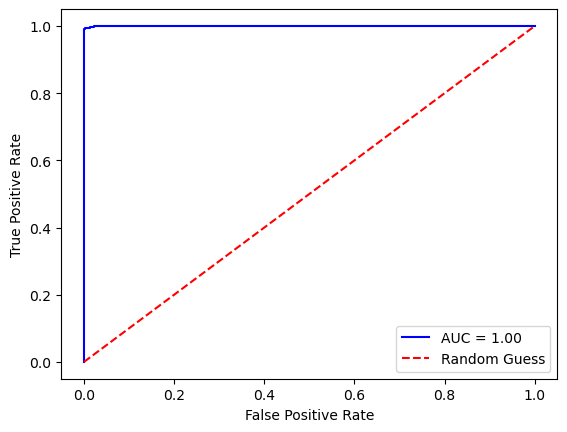 1.0
0.8
0.6
0.4
0.2
0.0
True Positive Rate
AUC = 1.00
Random Guess
0.0 0.2 0.4 0.6 0.8 1.0
False Positive Rate